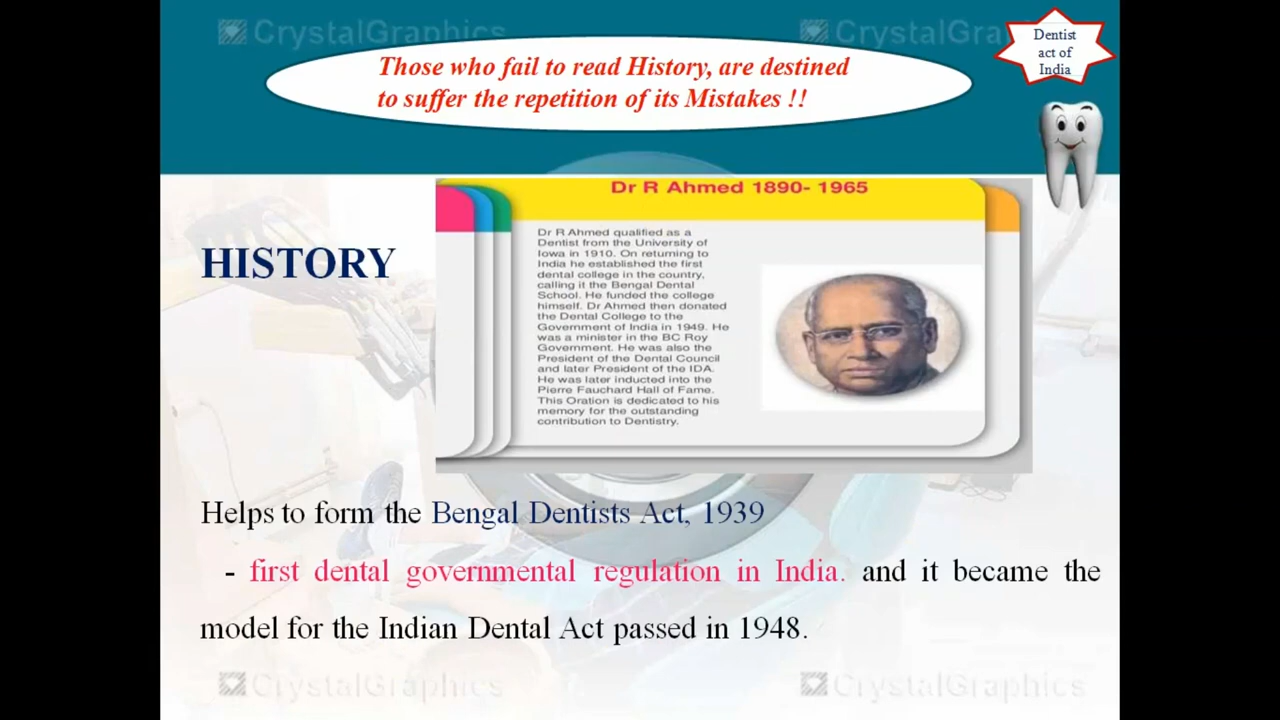 CrystalGraphics
CrystalGraphics
Those who fail to read History, are destined
to suffer the repetition of its Mistakes !!
Dentist
act of
India
Dr R Ahmed 1890- 1965
HISTORY
Dr R Ahmed qualified as a
Dentist from the University of
Iowa in 1910. On returning to
India he established the first
dental college in the country,
calling it the Bengal Dental
School. He funded the college
himself. Dr Ahmed then donated
the Dental College to the
Government of India in 1949. He
was a minister in the BC Roy
Government. He was also the
President of the Dental Council
and later President of the IDA.
He was later inducted into the
Pierre Fauchard Hall of Fame.
This Oration is dedicated to his
memory for the outstanding
contribution to Dentistry.
Helps to form the Bengal Dentists Act, 1939
- first dental governmental regulation in India. and it became the
model for the Indian Dental Act passed in 1948.
CrystalGraphics
CrystalGraphics